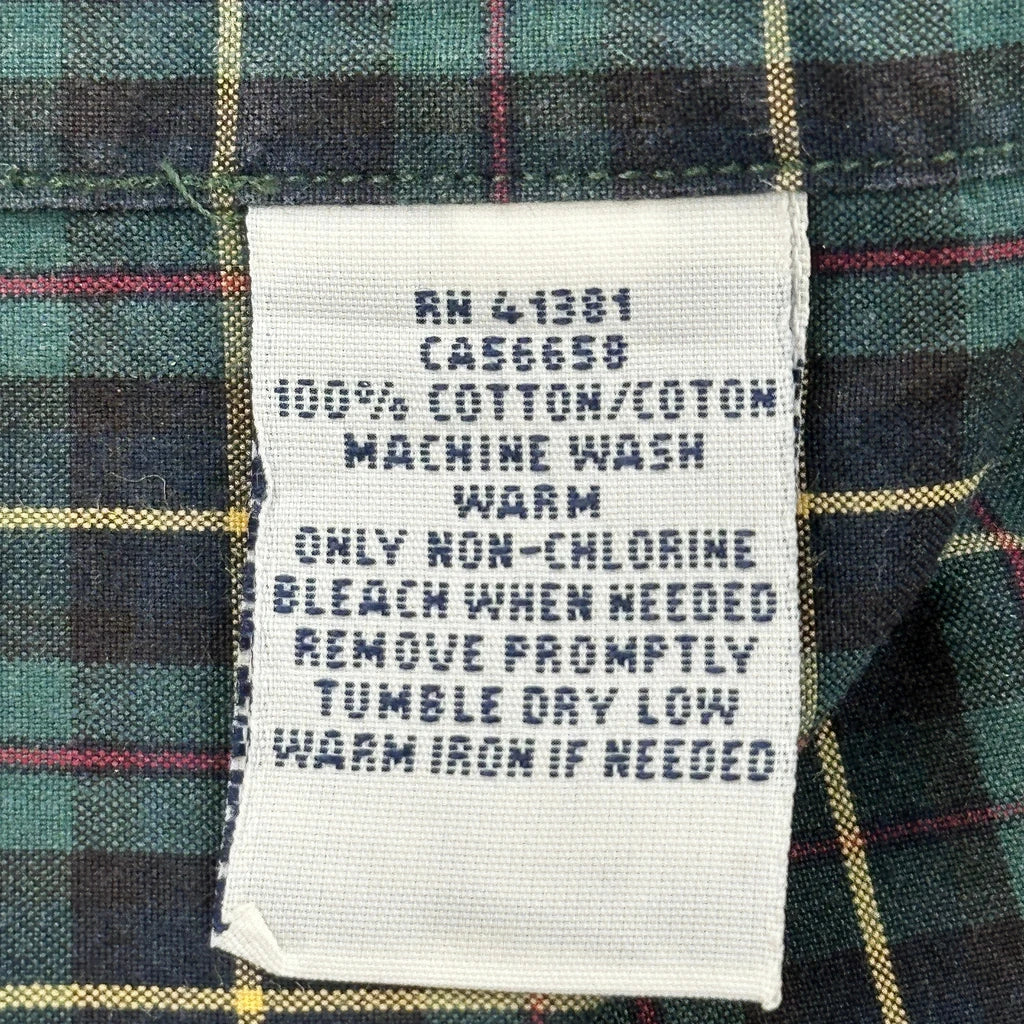 RN 41381
CA56658
100% COTTON/COTON
MACHINE WASH
WARM
ONLY NON-CHLORINE
BLEACH WHEN NEEDED
REMOVE PROMPTLY
TUMBLE DRY LOW
WARM IRON IF NEEDED